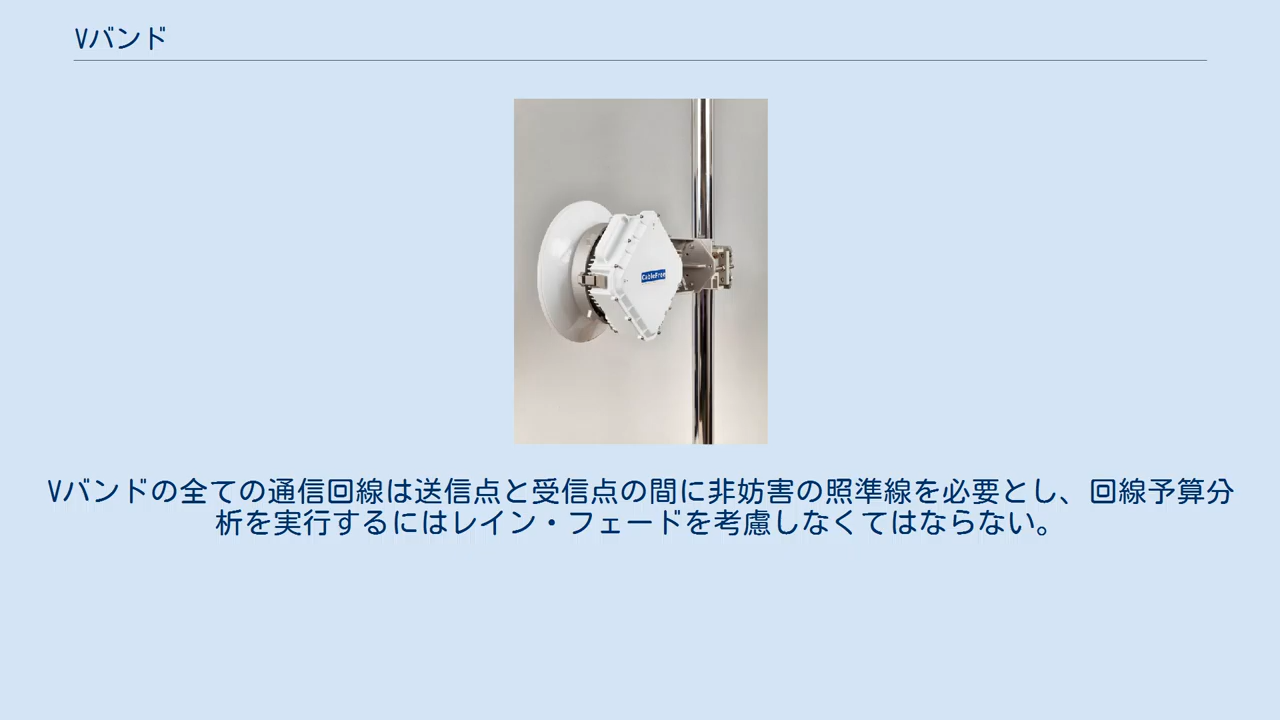 Vバンド
CableFree
Vバンドの全ての通信回線は送信点と受信点の間に非妨害の照準線を必要とし、回線予算分
析を実行するにはレイン・フェードを考慮しなくてはならない。